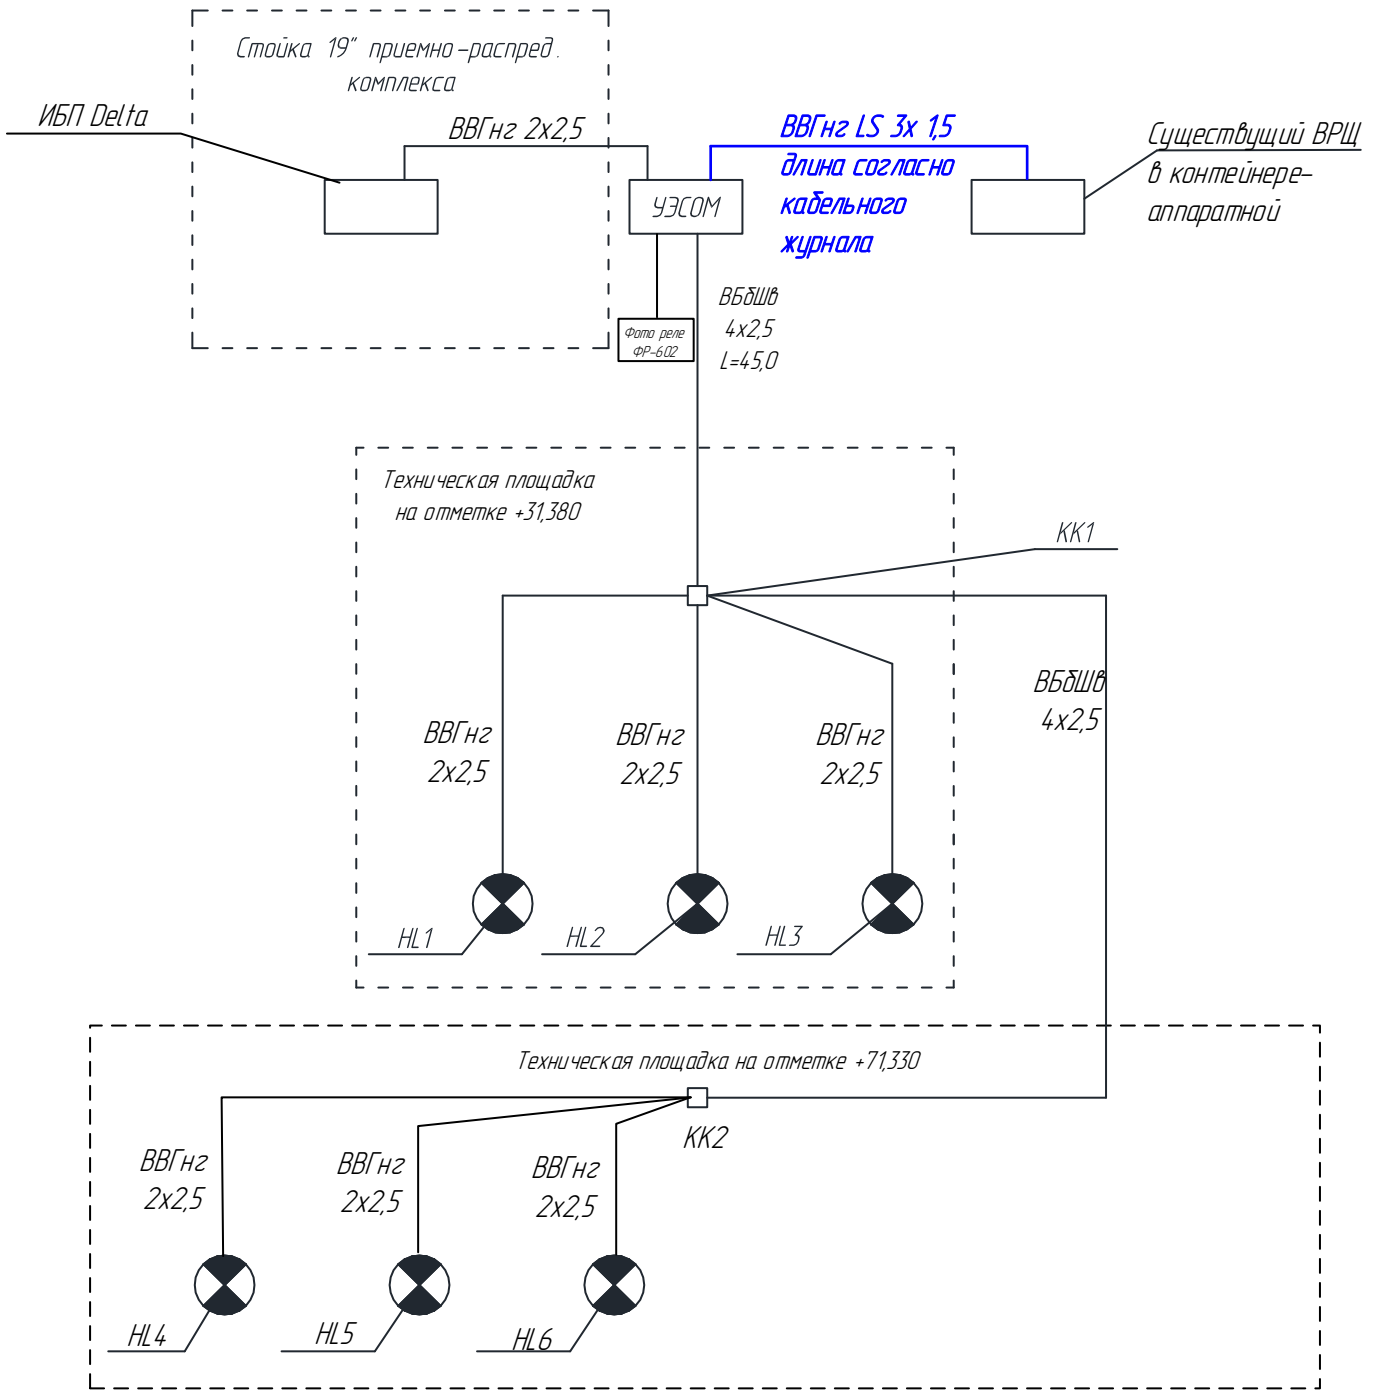 Стойка 19" приемно-распред.
комплекса
ИБП Delta
ВВГнг 2х2,5
ВВГнг LS 3х 1,5
длина согласно
кабельного
журнала
Существущий ВРЩ
в контейнере-
аппаратной
УЭСОМ
Фото реле
ФР-602
ВБбШв
4х2,5
L=45,0
Техническая площадка
на отметке +31,380
КК1
ВБбШв
4х2,5
ВВГнг
2х2,5
ВВГнг
2х2,5
ВВГнг
2х2,5
HL1
HL2
HL3
Техническая площадка на отметке +71,330
КК2
ВВГнг
2х2,5
ВВГнг
2х2,5
ВВГнг
2х2,5
HL4
HL5
HL6